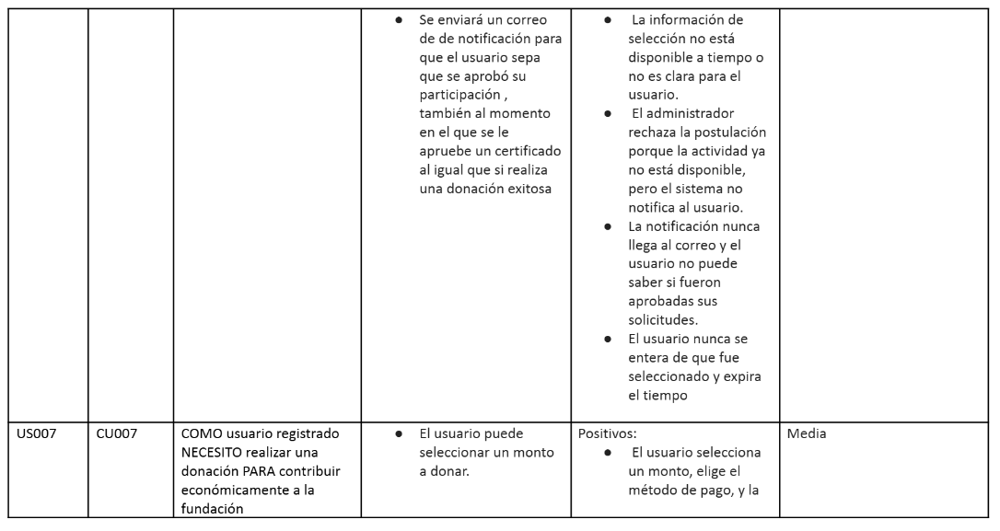 ● Se enviará un correo
de de notificación para
que el usuario sepa
que se aprobó su
participación ,
también al momento
en el que se le
apruebe un certificado
al igual que si realiza
una donación exitosa
● La información de
selección no está
disponible a tiempo o
no es clara para el
usuario.
● El administrador
rechaza la postulación
porque la actividad ya
no está disponible,
pero el sistema no
notifica al usuario.
● La notificación nunca
llega al correo y el
usuario no puede
saber si fueron
aprobadas sus
solicitudes.
● El usuario nunca se
entera de que fue
seleccionado y expira
el tiempo
US007
CU007
COMO usuario registrado
NECESITO realizar una
donación PARA contribuir
económicamente a la
fundación
● El usuario puede
seleccionar un monto
a donar.
Positivos:
● El usuario selecciona
un monto, elige el
método de pago, y la
Media